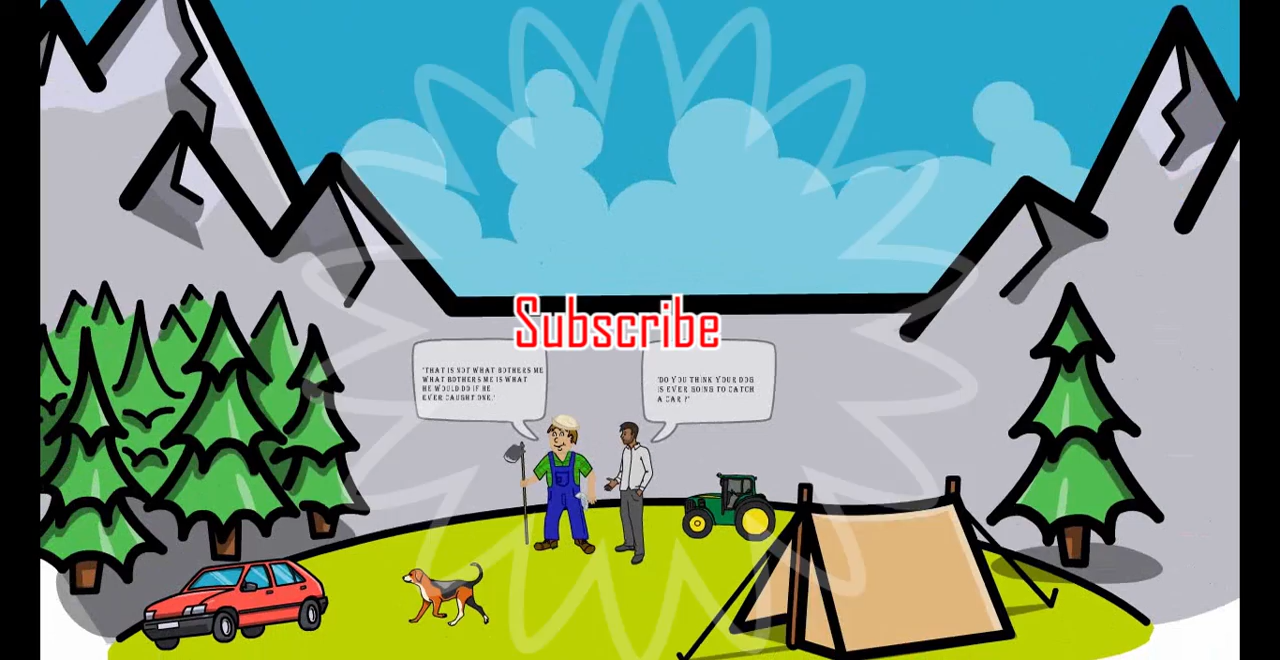 Subscribe
"THAT IS NOT WHAT BOTHERS ME
WHAT BOTHERS ME IS WHAT
HE WOULD DO IF HE
EVER CAUGHT ONE."
"DO YOU THINK YOUR DOG
IS EVER GOING TO CATCH
A CAR ?"